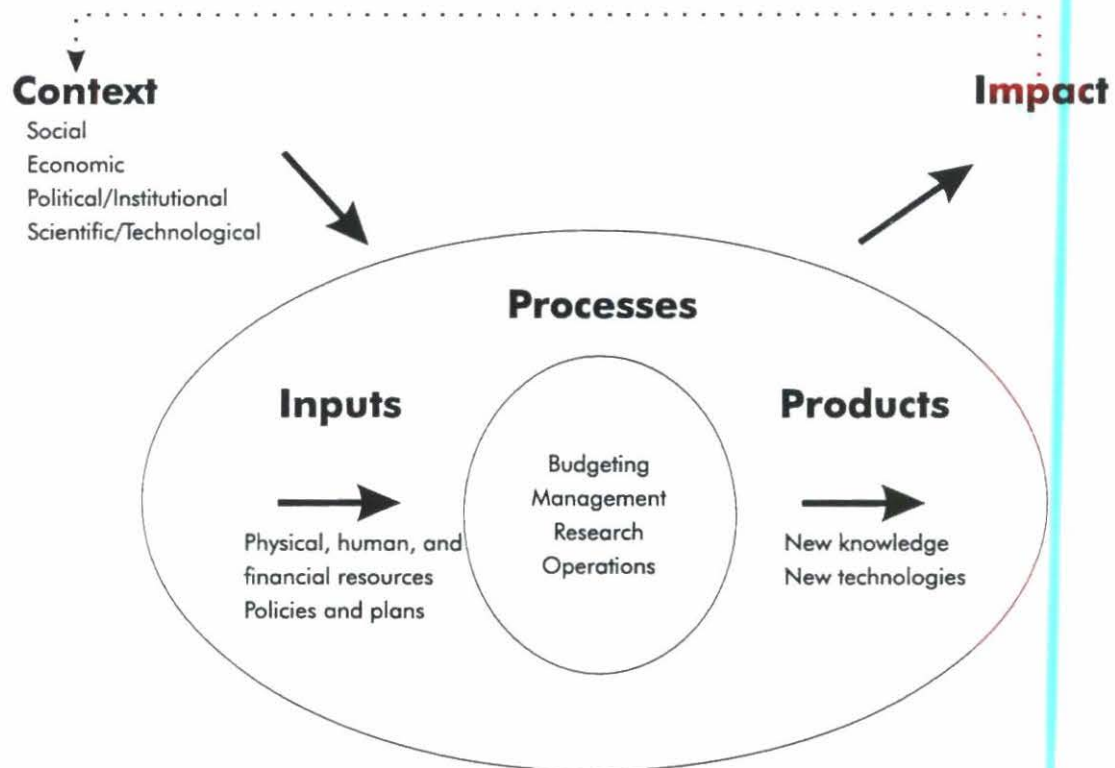 Context
Social
Economic
Political/Institutional
Scientific/Technological
Impact
Processes
Inputs
Physical, human, and
financial resources
Policies and plans
Budgeting
Management
Research
Operations
Products
New knowledge
New technologies